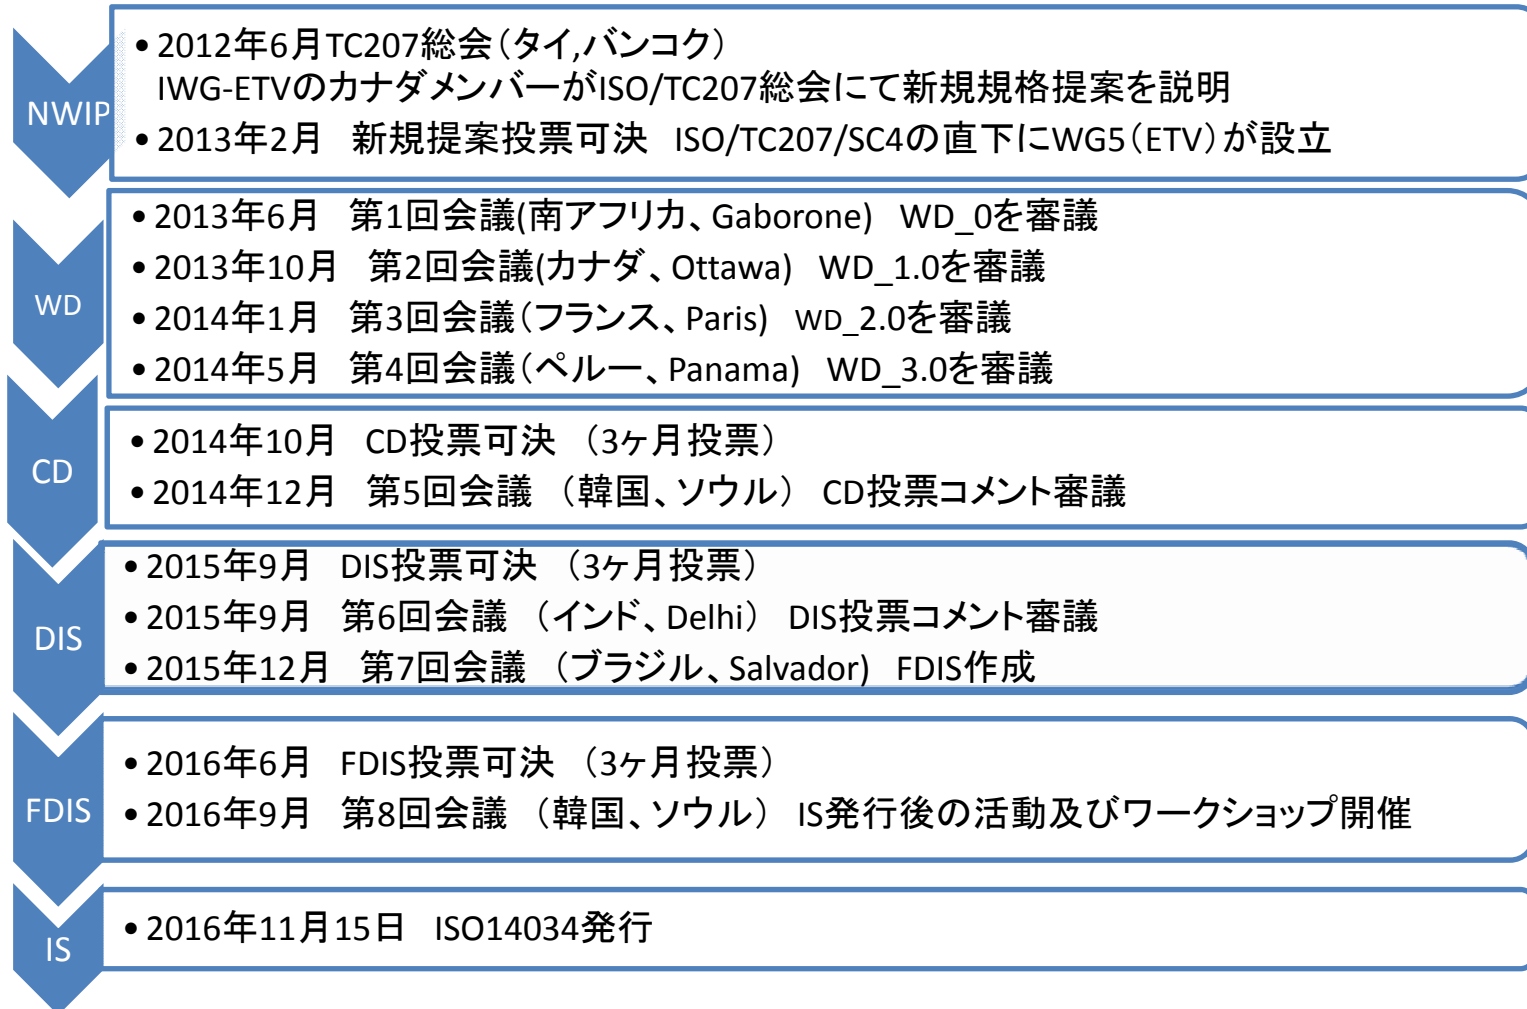 NWIP
• 2012年6月TC207総会（タイ,バンコク）
IWG-ETVのカナダメンバーがISO/TC207総会にて新規規格提案を説明
• 2013年2月　新規提案投票可決　ISO/TC207/SC4の直下にWG5（ETV）が設立
WD
• 2013年6月　第1回会議(南アフリカ、Gaborone)　WD_0を審議
• 2013年10月　第2回会議(カナダ、Ottawa)　WD_1.0を審議
• 2014年1月　第3回会議（フランス、Paris)　WD_2.0を審議
• 2014年5月　第4回会議（ペルー、Panama)　WD_3.0を審議
CD
• 2014年10月　CD投票可決　（3ヶ月投票）
• 2014年12月　第5回会議　（韓国、ソウル）　CD投票コメント審議
DIS
• 2015年9月　DIS投票可決　（3ヶ月投票）
• 2015年9月　第6回会議　（インド、Delhi）　DIS投票コメント審議
• 2015年12月　第7回会議　（ブラジル、Salvador)　FDIS作成
FDIS
• 2016年6月　FDIS投票可決　（3ヶ月投票）
• 2016年9月　第8回会議　（韓国、ソウル）　IS発行後の活動及びワークショップ開催
IS
• 2016年11月15日　ISO14034発行